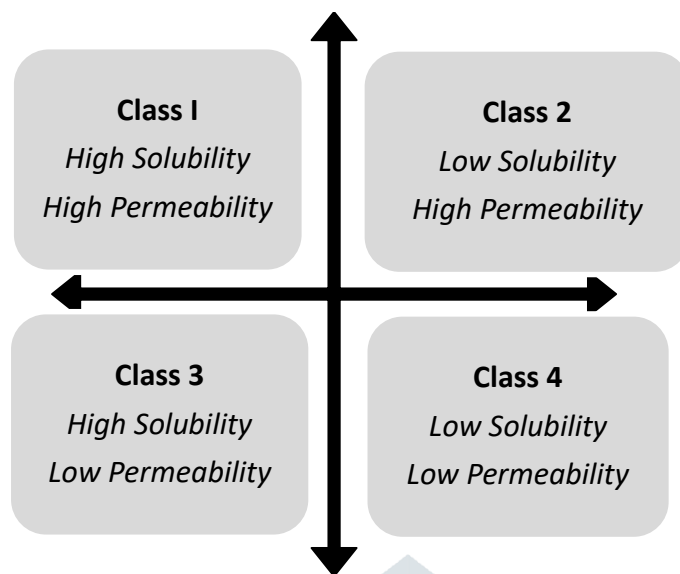 Class I
High Solubility
High Permeability
Class 2
Low Solubility
High Permeability
Class 3
High Solubility
Low Permeability
Class 4
Low Solubility
Low Permeability